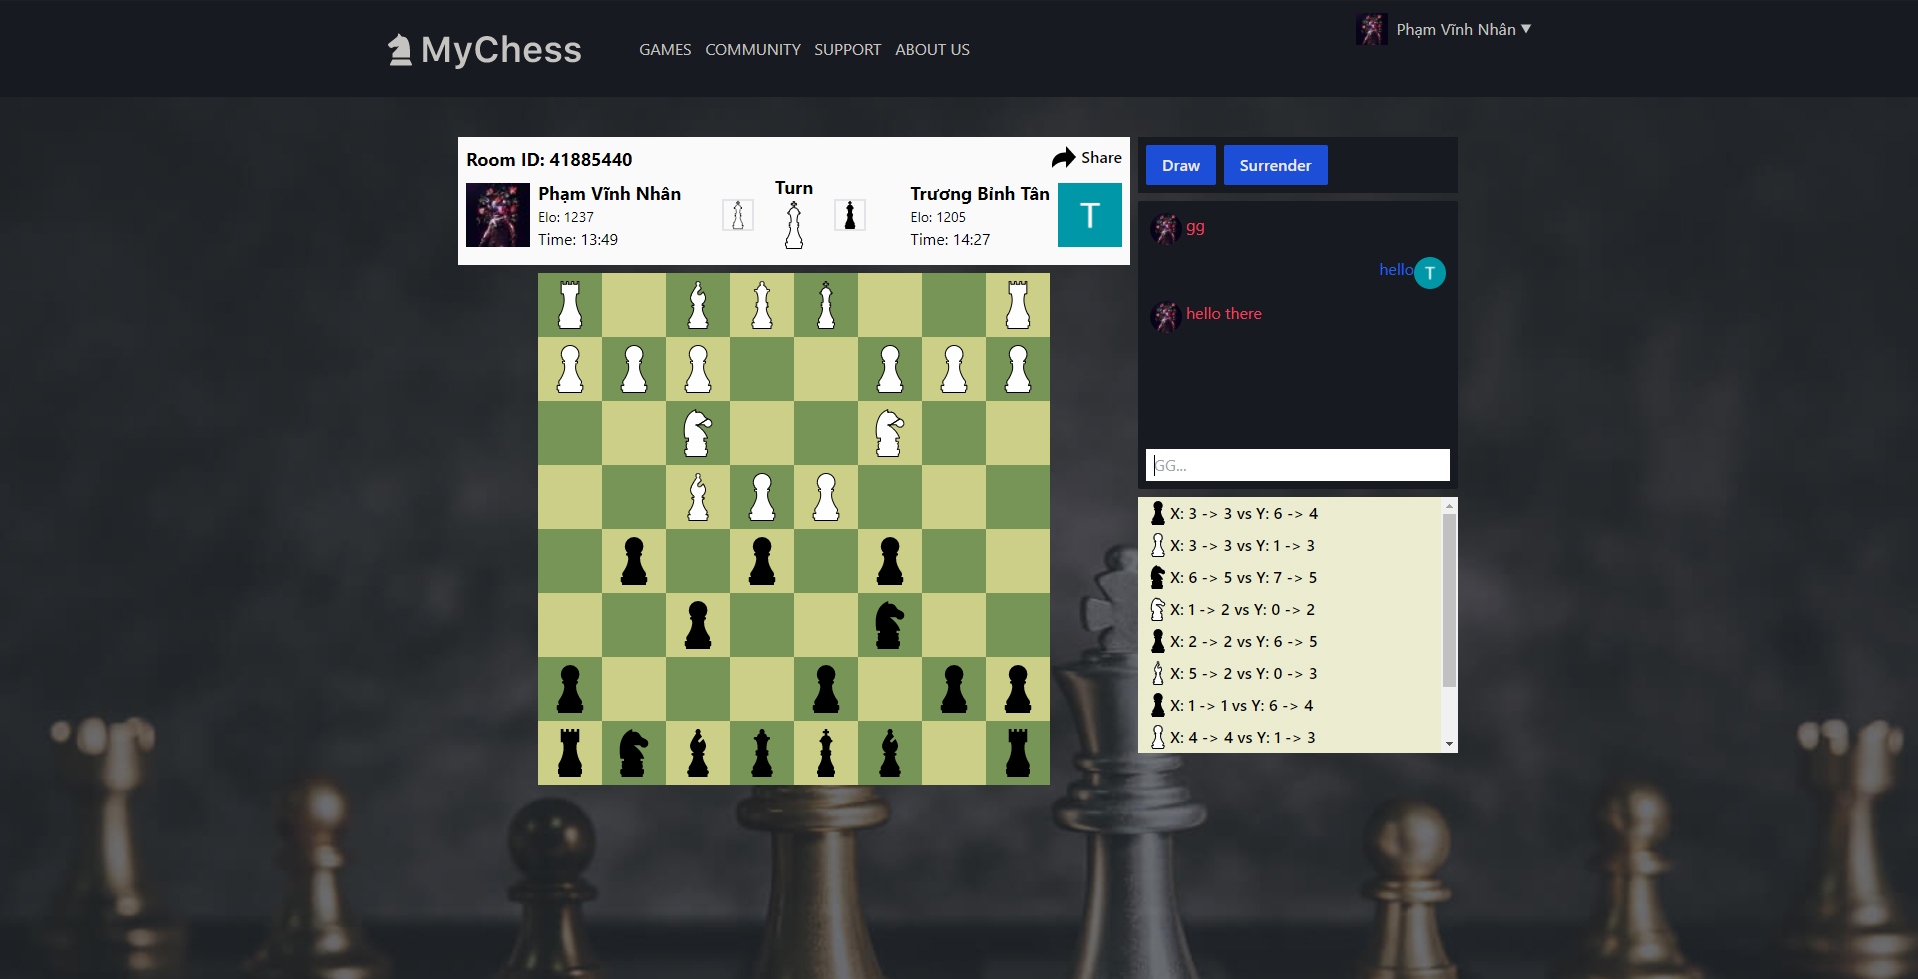 MyChess
GAMES COMMUNITY SUPPORT ABOUT US
Phạm Vĩnh Nhân ▼
Room ID: 41885440
Share
Phạm Vĩnh Nhân
Elo: 1237
Time: 13:49
Turn
Trương Bỉnh Tân
Elo: 1205
Time: 14:27
T
Draw
Surrender
gg
hello
T
hello there
GG...
X: 3 -> 3 vs Y: 6 -> 4
X: 3 -> 3 vs Y: 1 -> 3
X: 6 -> 5 vs Y: 7 -> 5
X: 1 -> 2 vs Y: 0 -> 2
X: 2 -> 2 vs Y: 6 -> 5
X: 5 -> 2 vs Y: 0 -> 3
X: 1 -> 1 vs Y: 6 -> 4
X: 4 -> 4 vs Y: 1 -> 3